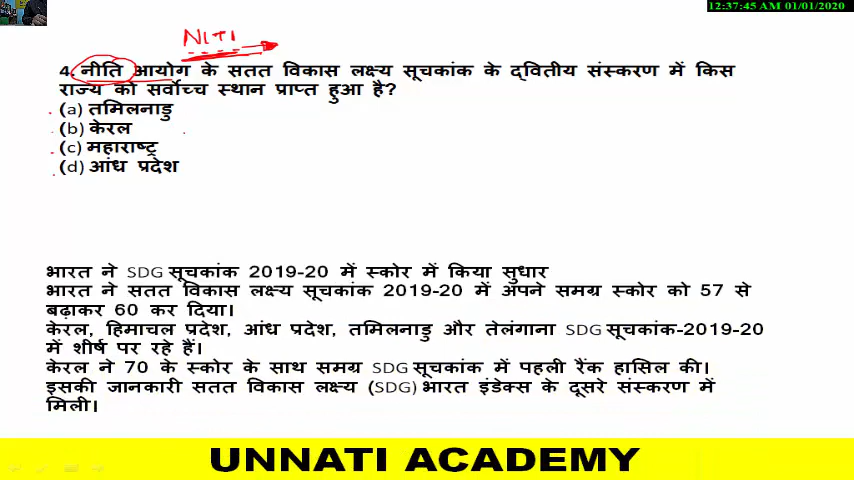 12:37:45 AM 01/01/2020
NITI
4. नीति आयोग के सतत विकास लक्ष्य सूचकांक के द्वितीय संस्करण में किस
राज्य को सर्वोच्च स्थान प्राप्त हुआ है?
(a) तमिलनाडु
(b) केरल
(c) महाराष्ट्र
(d) आंध प्रदेश
भारत ने SDG सूचकांक 2019-20 में स्कोर में किया सुधार
भारत ने सतत विकास लक्ष्य सूचकांक 2019-20 में अपने समग्र स्कोर को 57 से
बढ़ाकर 60 कर दिया।
केरल, हिमाचल प्रदेश, आंध प्रदेश, तमिलनाडु और तेलंगाना SDG सूचकांक-2019-20
में शीर्ष पर रहे हैं।
केरल ने 70 के स्कोर के साथ समग्र SDG सूचकांक में पहली रैंक हासिल की।
इसकी जानकारी सतत विकास लक्ष्य (SDG) भारत इंडेक्स के दूसरे संस्करण में
मिली।
UNNATI ACADEMY